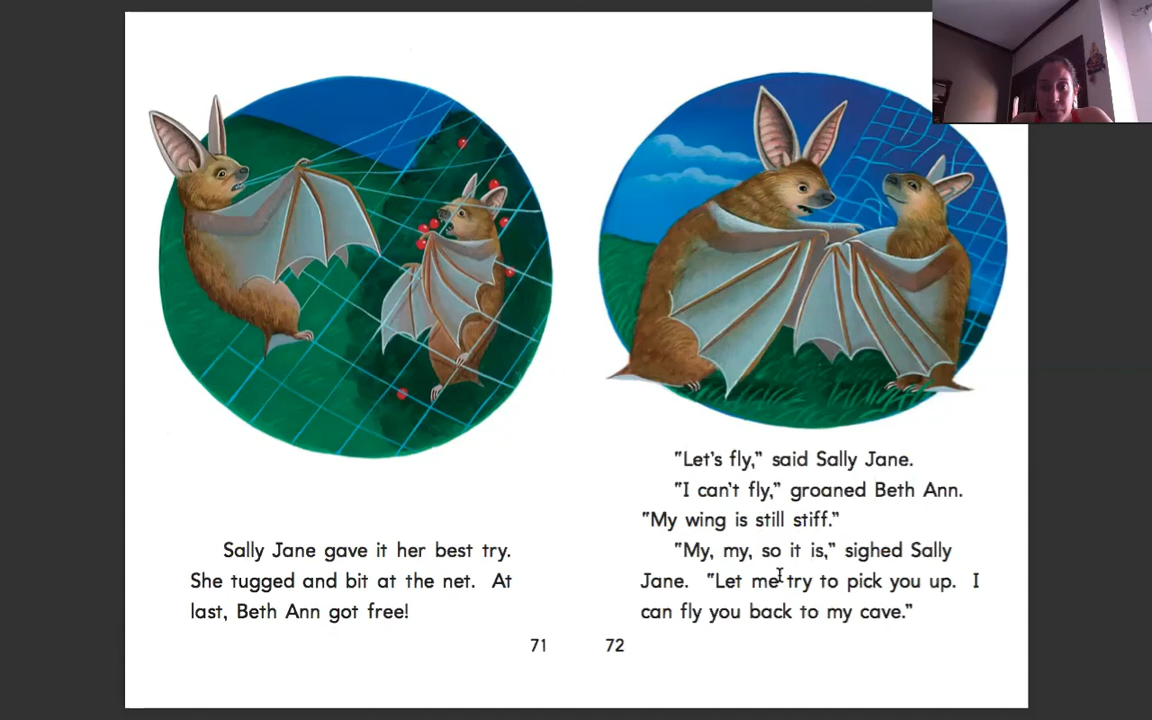 Sally Jane gave it her best try.
She tugged and bit at the net. At
last, Beth Ann got free!
71
"Let's fly," said Sally Jane.
"I can't fly," groaned Beth Ann.
"My wing is still stiff."
"My, my, so it is," sighed Sally
Jane. "Let me try to pick you up. I
can fly you back to my cave."
72